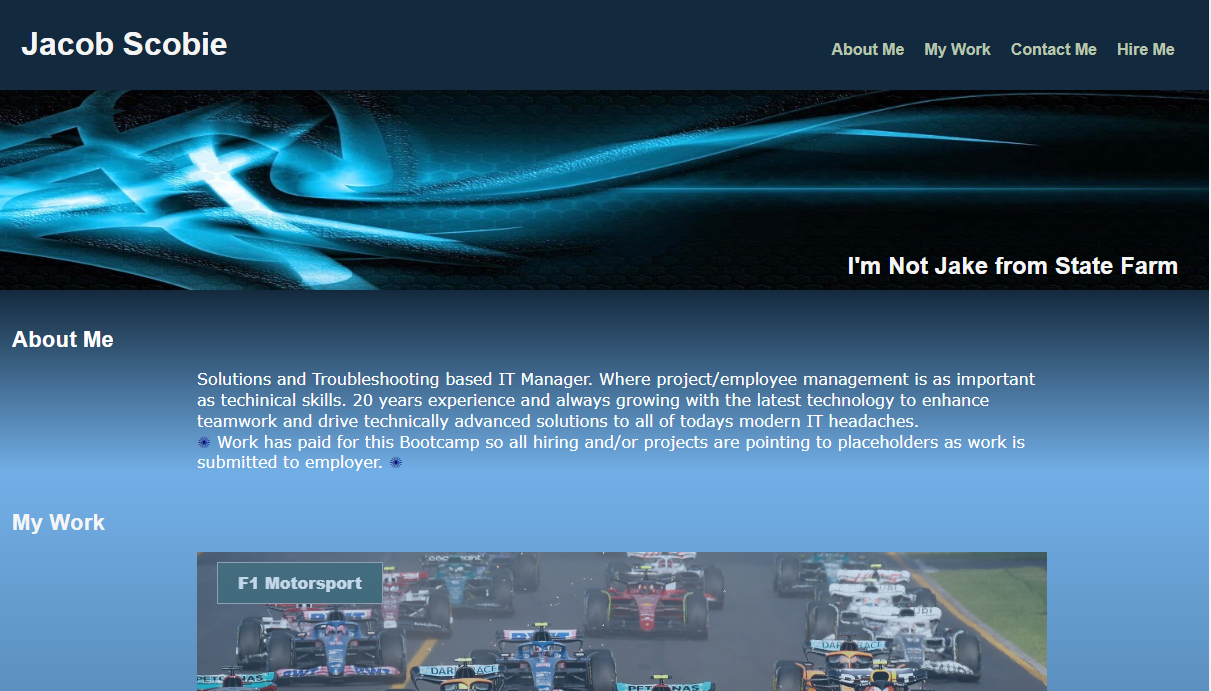 Jacob Scobie
About Me My Work Contact Me Hire Me
I'm Not Jake from State Farm
About Me
Solutions and Troubleshooting based IT Manager. Where project/employee management is as important
as techinical skills. 20 years experience and always growing with the latest technology to enhance
teamwork and drive technically advanced solutions to all of todays modern IT headaches.
✺ Work has paid for this Bootcamp so all hiring and/or projects are pointing to placeholders as work is
submitted to employer. ✺
My Work
F1 Motorsport
DARKTRACE
PETRONAS
PETRONAS